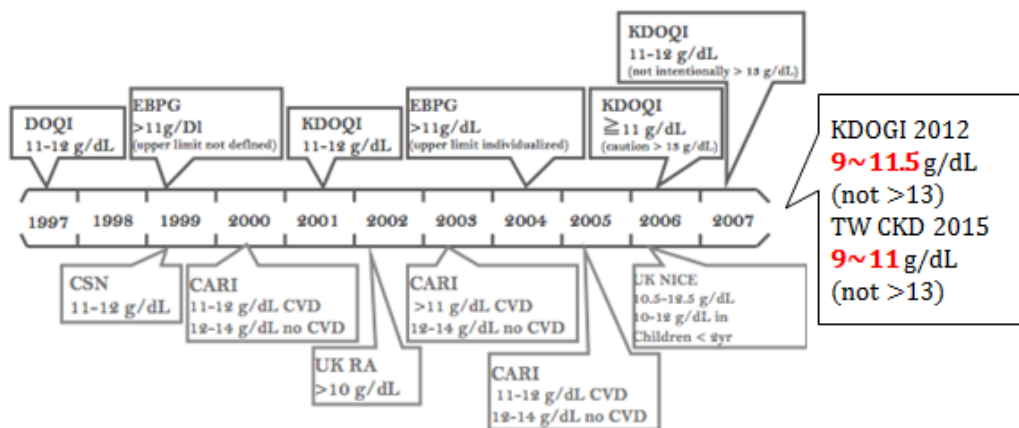 KDOQI
11-12 g/dL
(not intentionally > 13 g/dL)
DOQI
11-12 g/dL
EBPG
>11g/Dl
(upper limit not defined)
KDOQI
11-12 g/dL
EBPG
>11g/dL
(upper limit individualized)
KDOQI
≧11 g/dL
(caution > 13 g/dL)
KDOGI 2012
9~11.5 g/dL
(not >13)
TW CKD 2015
9~11 g/dL
(not >13)
1997 1998 1999 2000 2001 2002 2003 2004 2005 2006 2007
CSN
11-12 g/dL
CARI
11-12 g/dL CVD
12-14 g/dL no CVD
UK RA
>10 g/dL
CARI
>11 g/dL CVD
12-14 g/dL no CVD
CARI
11-12 g/dL CVD
12-14 g/dL no CVD
UK NICE
10.5-12.5 g/dL
10-12 g/dL in
Children < 2yr